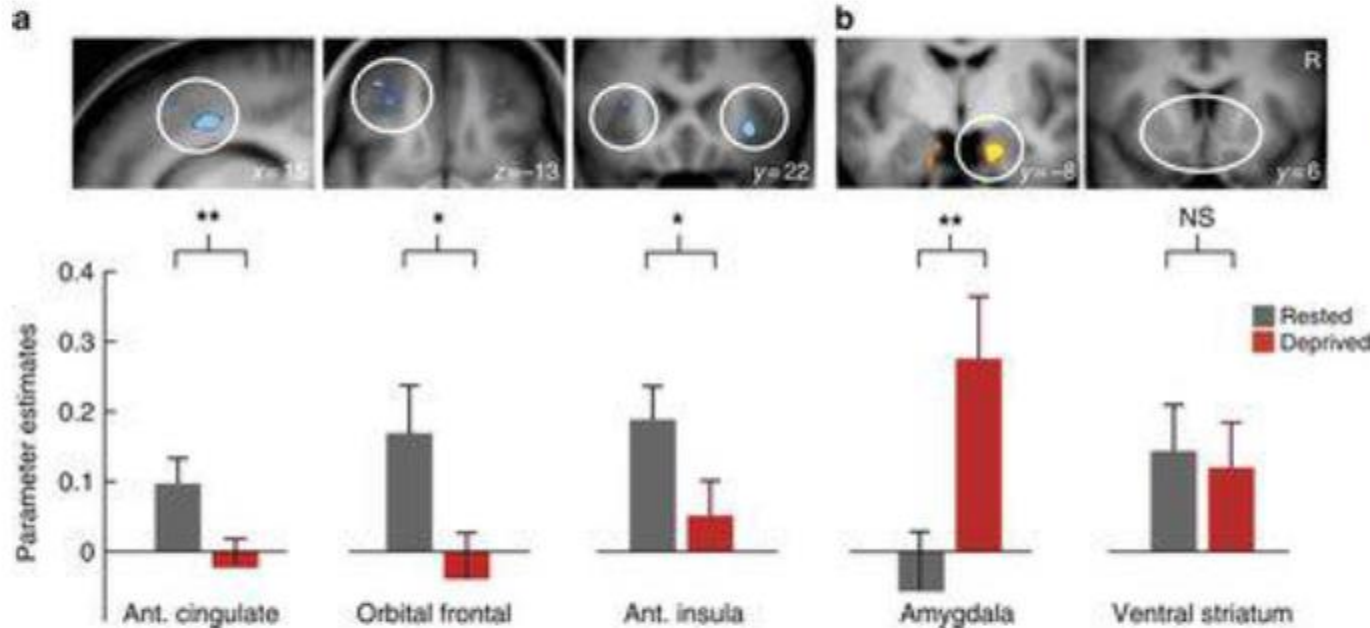 a
b
R
x=15
z=-13
y=22
y=-8
y=6
**
*
*
**
NS
0.4
0.3
0.2
0.1
0
Parameter estimates
Rested
Deprived
Ant. cingulate
Orbital frontal
Ant. insula
Amygdala
Ventral striatum